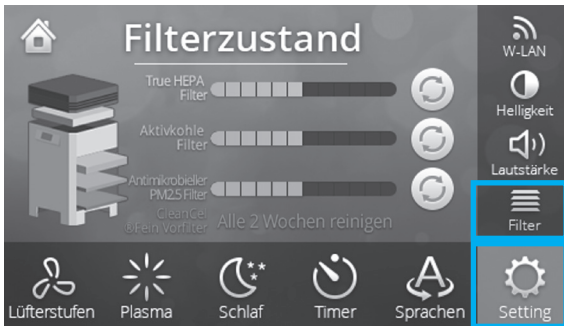 Filterzustand
True HEPA
Filter
Aktivkohle
Filter
Antimikrobieller
PM2.5 Filter
CleanCel
&Fein Vorfilter
Alle 2 Wochen reinigen
W-LAN
Helligkeit
Lautstärke
Filter
Lüfterstufen
Plasma
Schlaf
Timer
Sprachen
Setting